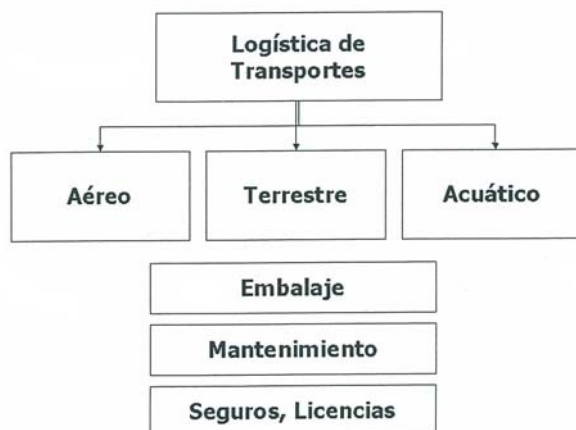 Logística de
Transportes
Aéreo
Terrestre
Acuático
Embalaje
Mantenimiento
Seguros, Licencias